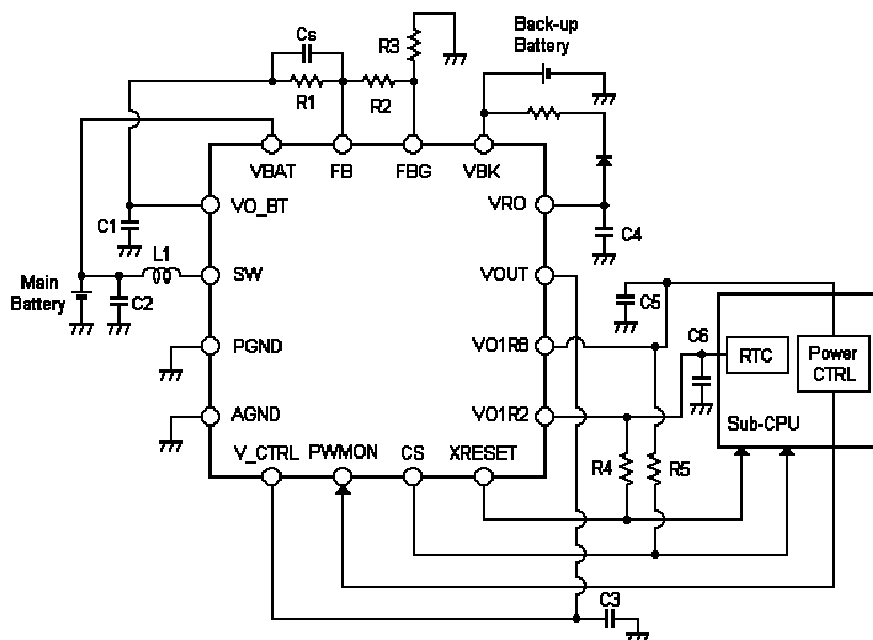 Cs
R3
Back-up
Battery
R1
R2
VBAT
FB
FBG
VBK
VO_BT
VRO
C1
C4
L1
SW
VOUT
Main
Battery
C2
C5
PGND
VO1R8
C6
RTC
Power
CTRL
AGND
VO1R2
Sub-CPU
V_CTRL
PWMON
CS
XRESET
R4
R5
C3